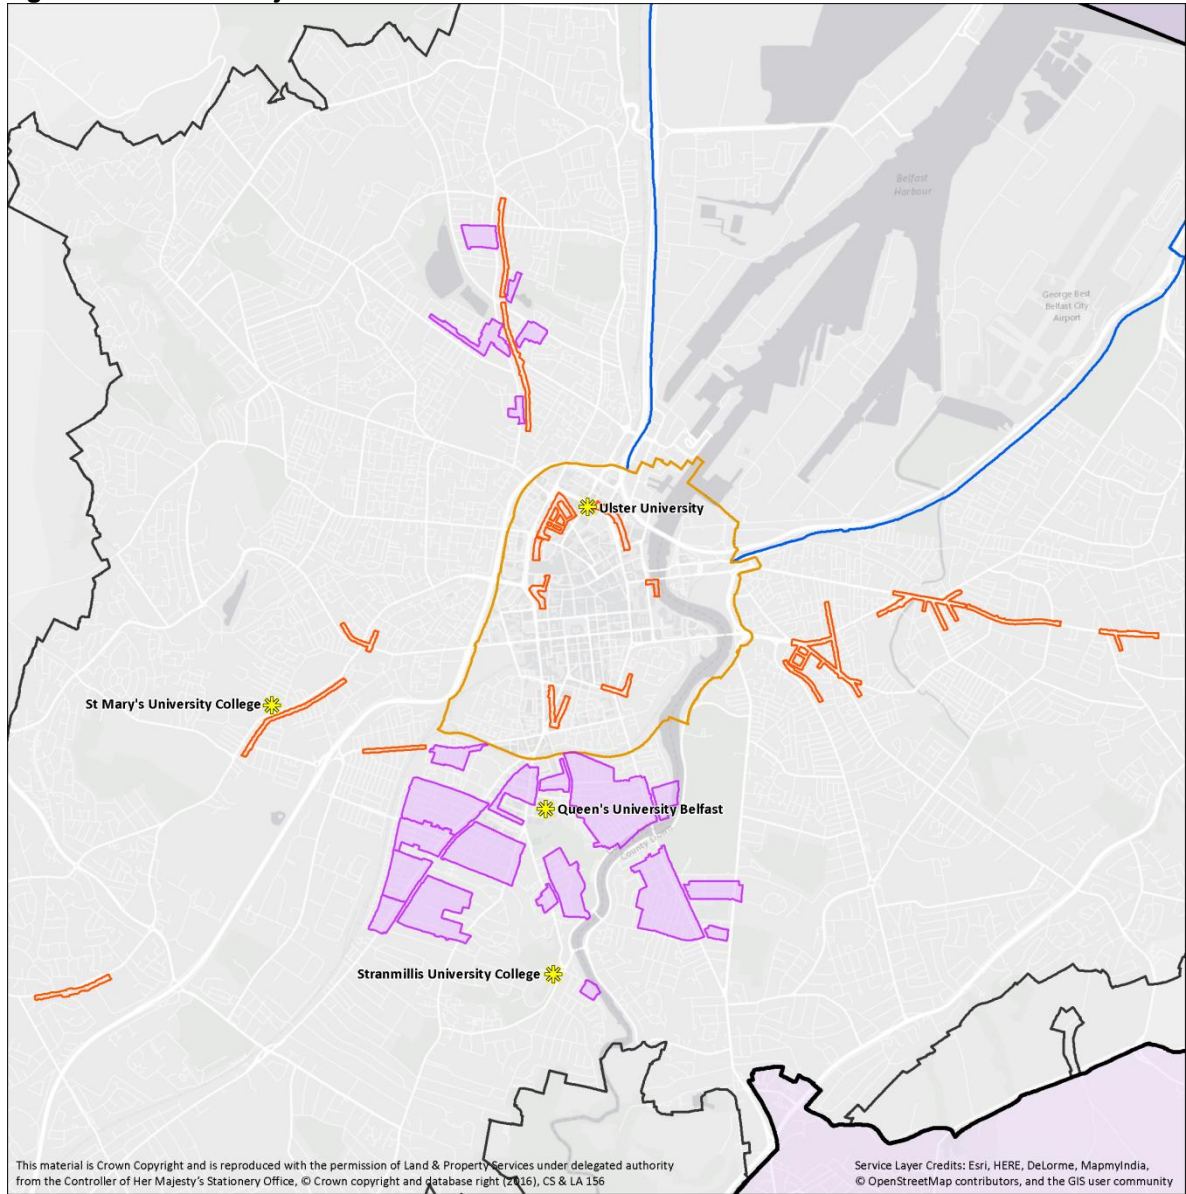 Belfast
Harbour
George Best
Belfast City
Airport
Ulster University
St Mary's University College
Queen's University Belfast
County Down
Stranmillis University College
This material is Crown Copyright and is reproduced with the permission of Land & Property Services under delegated authority
from the Controller of Her Majesty's Stationery Office, © Crown copyright and database right (2016), CS & LA 156
Service Layer Credits: Esri, HERE, DeLorme, MapmyIndia,
© OpenStreetMap contributors, and the GIS user community